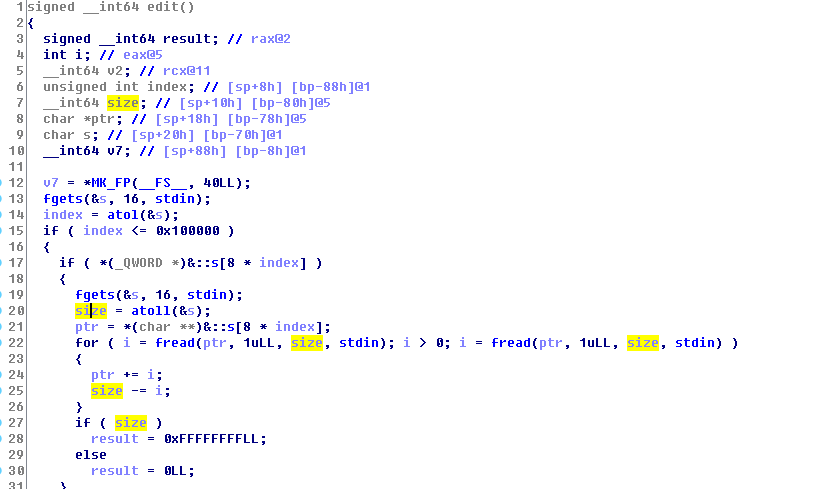 1 signed __int64 edit()
2 {
3 signed __int64 result; // rax@2
4 int i; // eax@5
5 __int64 v2; // rcx@11
6 unsigned int index; // [sp+8h] [bp-88h]@1
7 __int64 size; // [sp+10h] [bp-80h]@5
8 char *ptr; // [sp+18h] [bp-78h]@5
9 char s; // [sp+20h] [bp-70h]@1
10 __int64 v7; // [sp+88h] [bp-8h]@1
11
12 v7 = *MK_FP(__FS__, 40LL);
13 fgets(&s, 16, stdin);
14 index = atol(&s);
15 if ( index <= 0x100000 )
16 {
17 if ( *(_QWORD *)&::s[8 * index] )
18 {
19 fgets(&s, 16, stdin);
20 size = atoll(&s);
21 ptr = *(char **)&::s[8 * index];
22 for ( i = fread(ptr, 1uLL, size, stdin); i > 0; i = fread(ptr, 1uLL, size, stdin) )
23 {
24 ptr += i;
25 size -= i;
26 }
27 if ( size )
28 result = 0xFFFFFFFFLL;
29 else
30 result = 0LL;
31 }